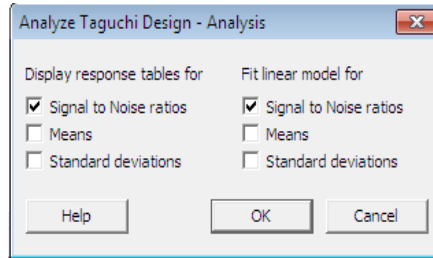 Analyze Taguchi Design - Analysis
Display response tables for
Fit linear model for
Signal to Noise ratios
Signal to Noise ratios
Means
Means
Standard deviations
Standard deviations
Help
OK
Cancel